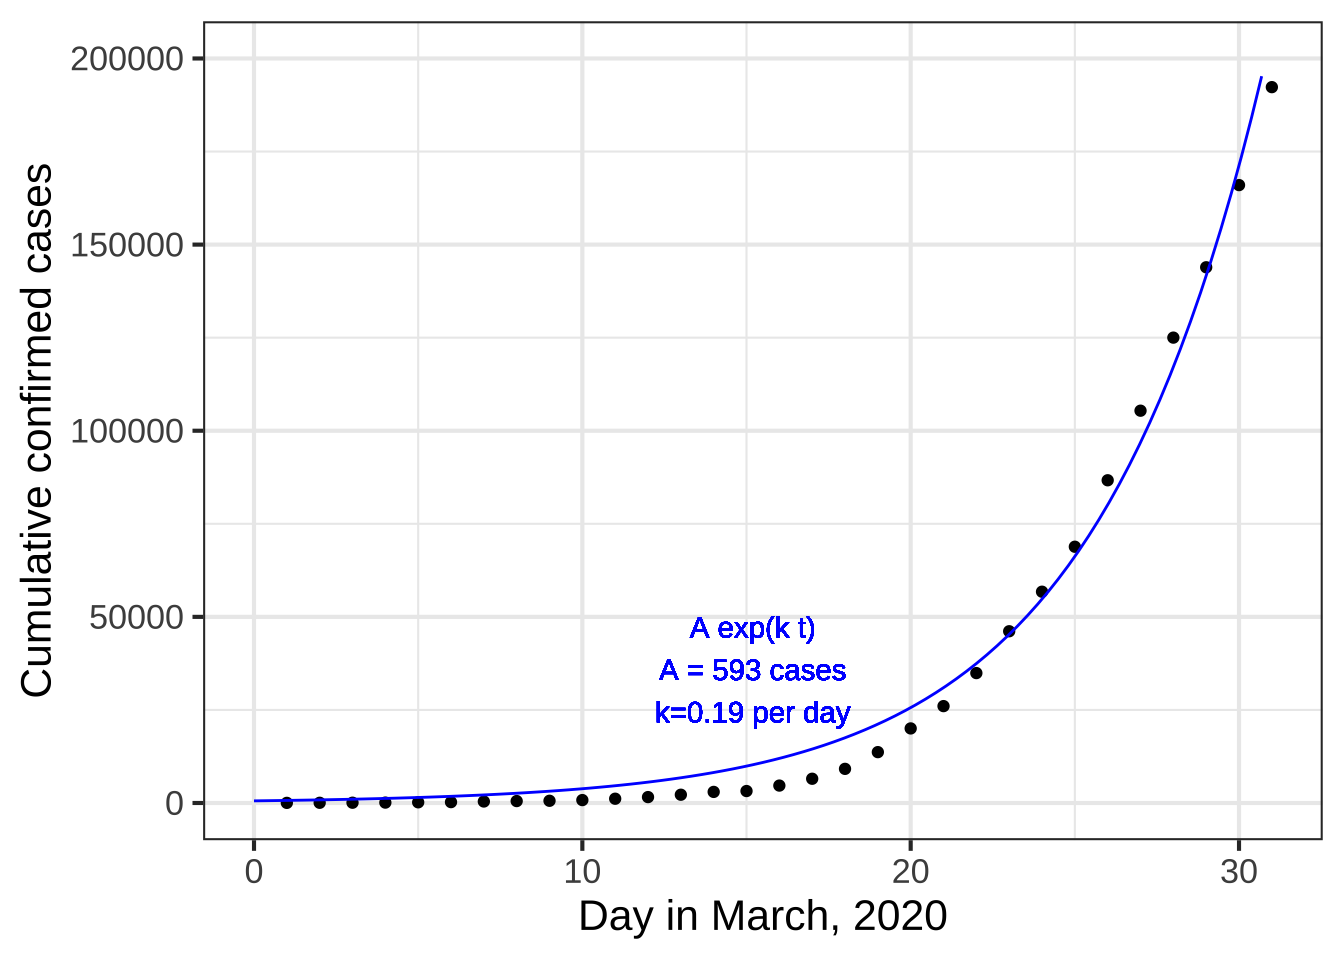 200000
150000
100000
50000
0
Cumulative confirmed cases
A exp(k t)
A = 593 cases
k=0.19 per day
0 10 20 30
Day in March, 2020